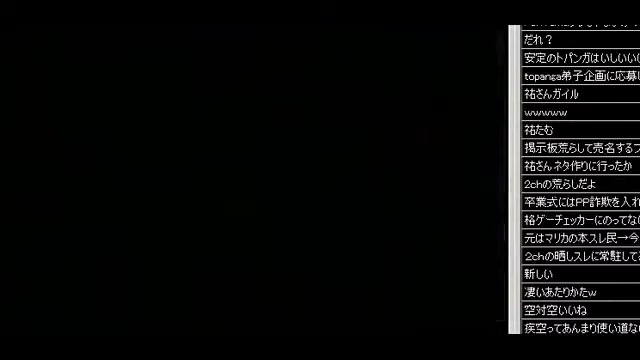 だれ？
安定のトパンガはいしいい
topanga弟子企画に応募し
祐さんガイル
wwwww
祐たむ
掲示板荒らして売名するフ
祐さんネタ作りに行ったか
2chの荒らしだよ
卒業式にはPP詐欺を入れ
格ゲーチェッカーにのってな
元はマリカの本スレ民→今
2chの晒しスレに常駐して
新しい
凄いあたりかたw
空対空いいね
疾空ってあんまり使い道な